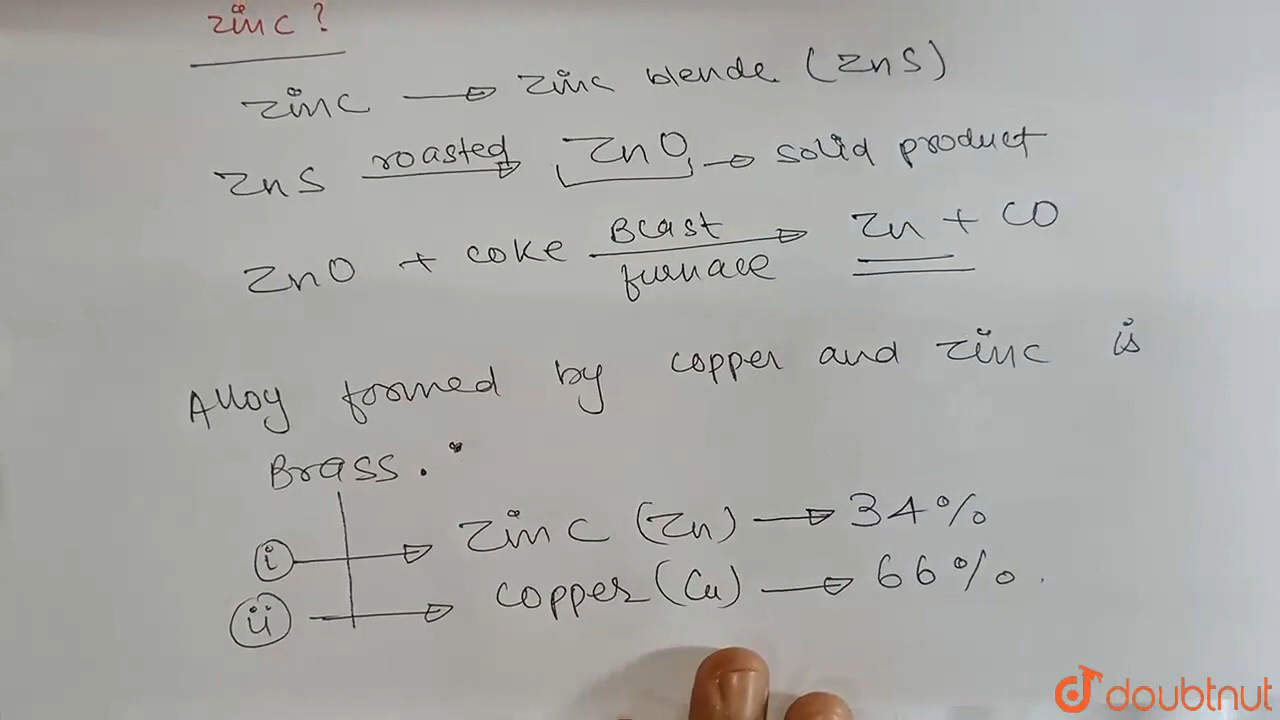 zinc?
zinc → zinc blende (ZnS)
ZnS roasted → ZnO → solid product
ZnO + coke Blast furnace → Zn + CO
Alloy formed by copper and zinc is
Brass.
(i) → zinc (Zn) → 34%
(ii) → copper (Cu) → 66%.
doubtnut